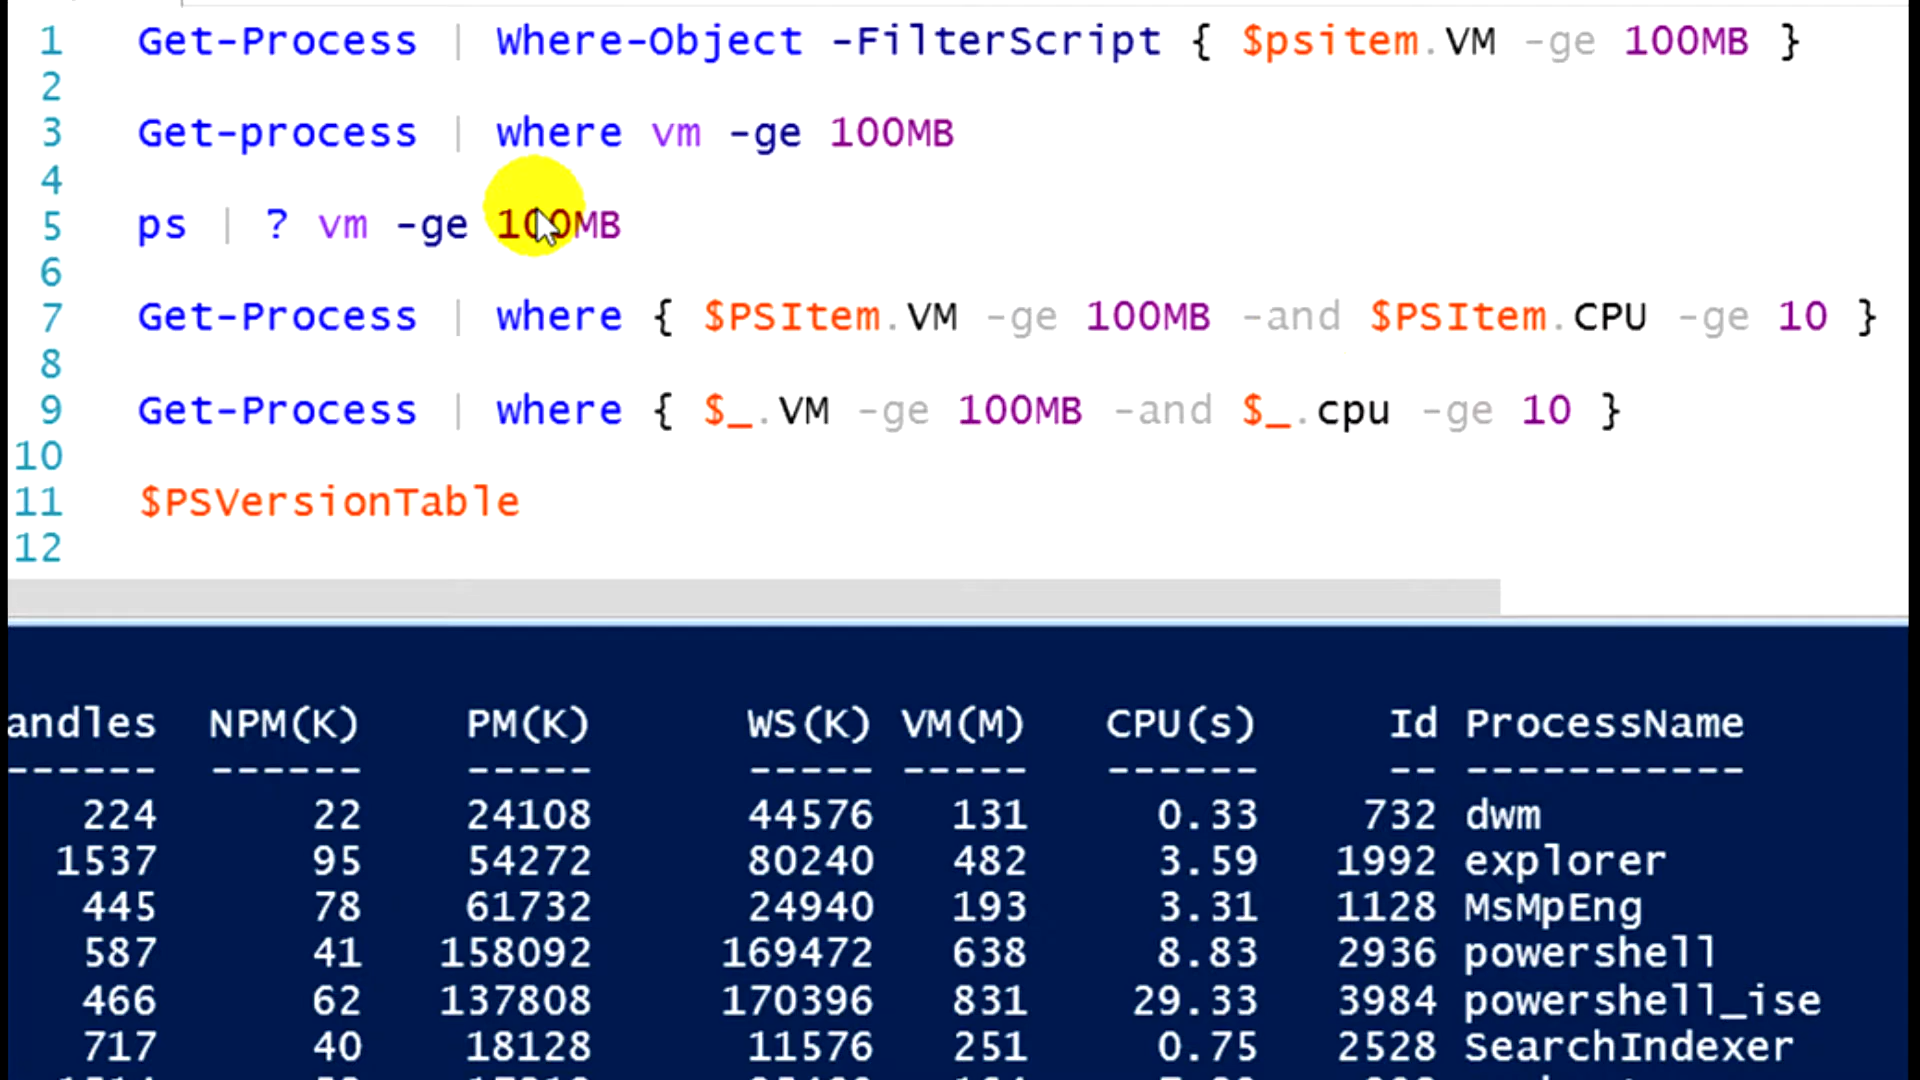 1 Get-Process | Where-Object -FilterScript { $psitem.VM -ge 100MB }
2
3 Get-process | where vm -ge 100MB
4
5 ps | ? vm -ge 100MB
6
7 Get-Process | where { $PSItem.VM -ge 100MB -and $PSItem.CPU -ge 10 }
8
9 Get-Process | where { $_.VM -ge 100MB -and $_.cpu -ge 10 }
10
11 $PSVersionTable
12
andles NPM(K) PM(K) WS(K) VM(M) CPU(s) Id ProcessName
------ ------ ----- ----- ----- ------ -- -----------
224 22 24108 44576 131 0.33 732 dwm
1537 95 54272 80240 482 3.59 1992 explorer
445 78 61732 24940 193 3.31 1128 MsMpEng
587 41 158092 169472 638 8.83 2936 powershell
466 62 137808 170396 831 29.33 3984 powershell_ise
717 40 18128 11576 251 0.75 2528 SearchIndexer